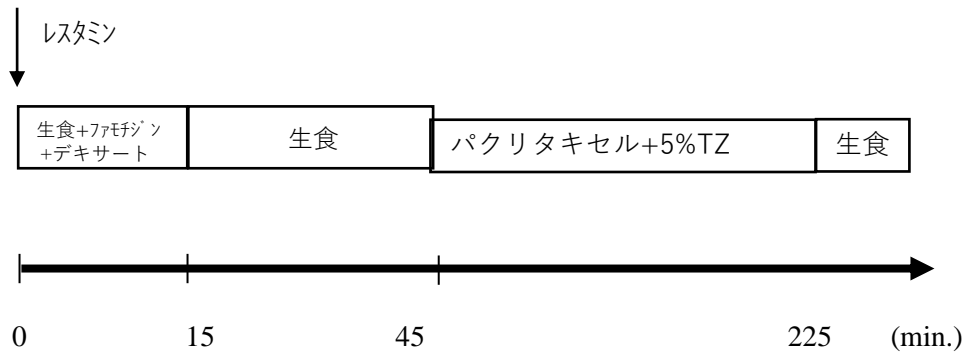 レスタミン
生食+ファモチジン
+デキサート
生食
パクリタキセル+5%TZ
生食
0 15 45 225 (min.)